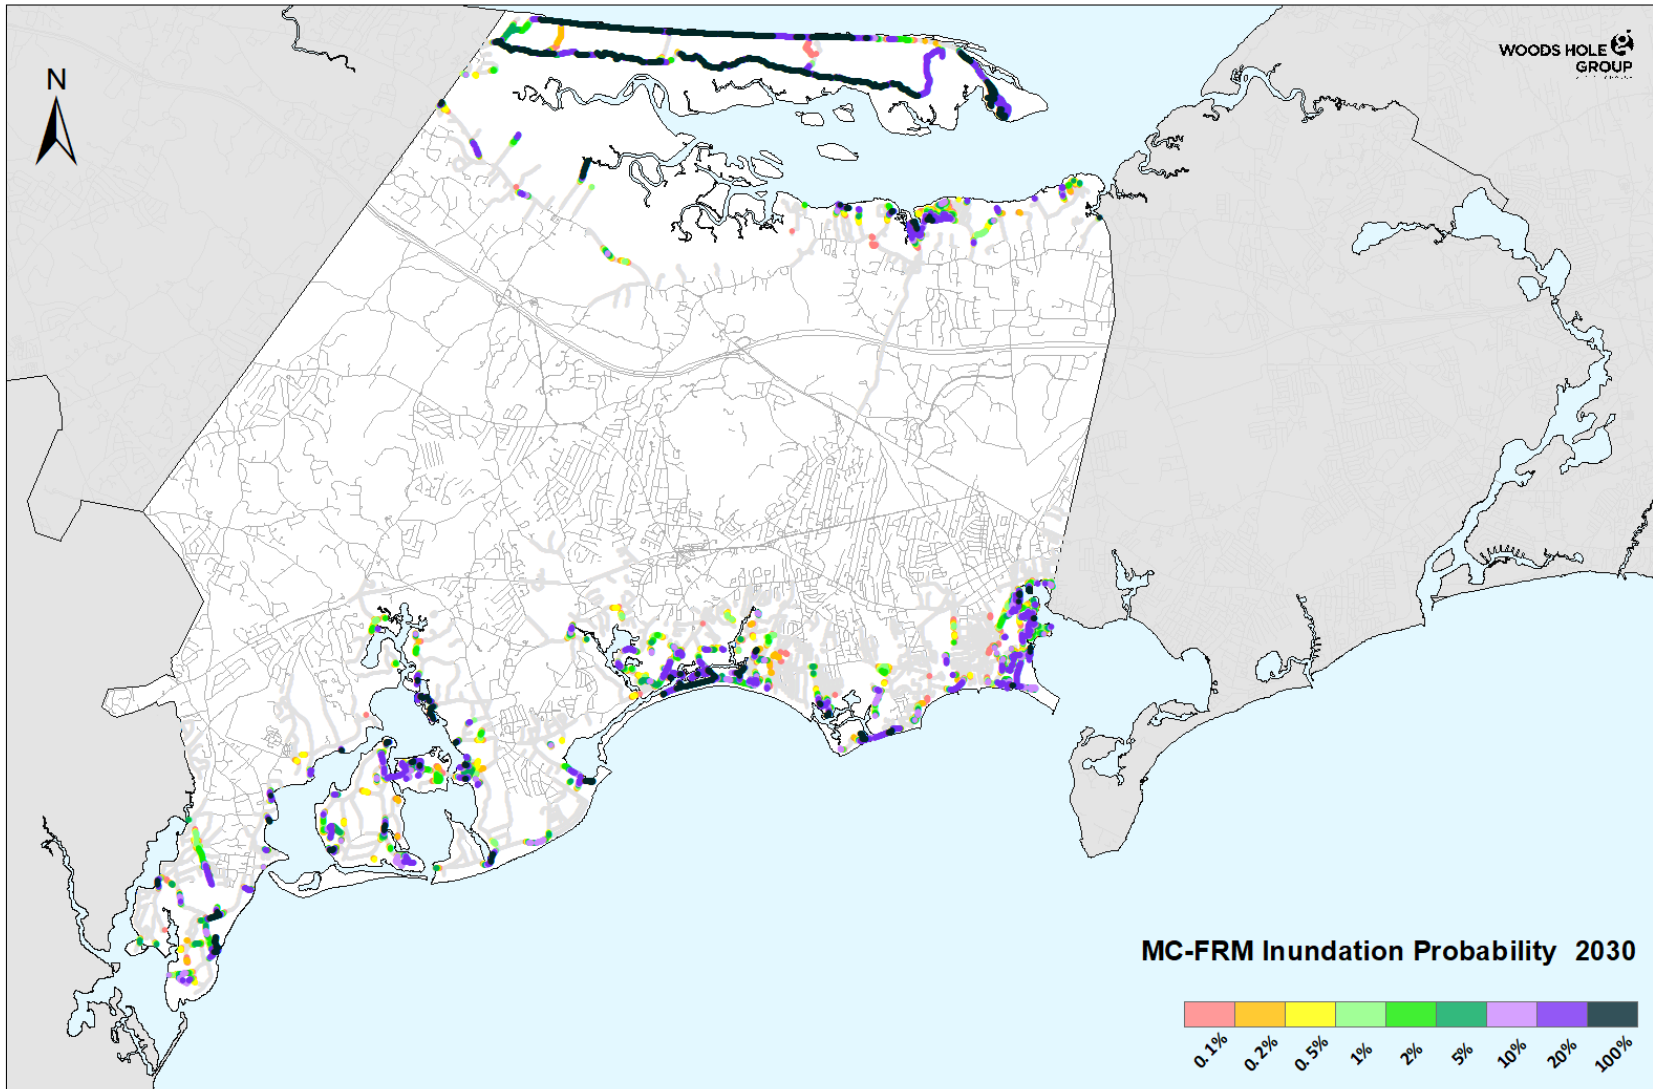 WOODS HOLE
GROUP
N
MC-FRM Inundation Probability 2030
0.1%
0.2%
0.5%
1%
2%
5%
10%
20%
100%